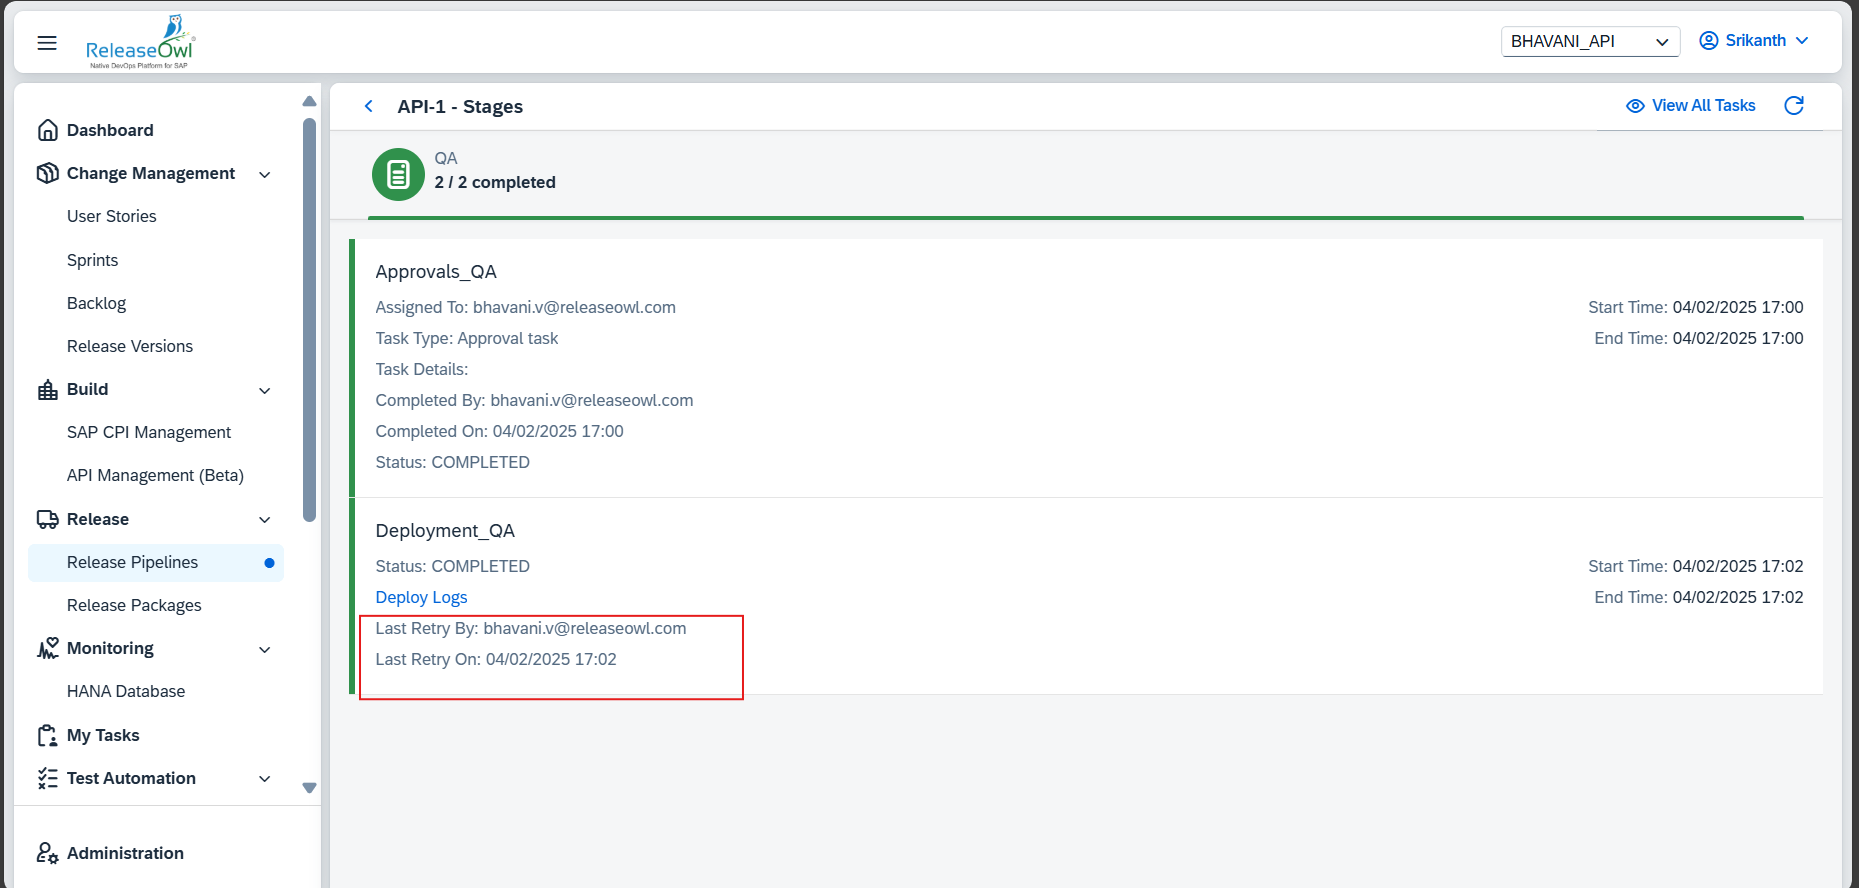 ReleaseOwl
Native DevOps Platform for SAP
BHAVANI_API
Srikanth
Dashboard
Change Management
User Stories
Sprints
Backlog
Release Versions
Build
SAP CPI Management
API Management (Beta)
Release
Release Pipelines
Release Packages
Monitoring
HANA Database
My Tasks
Test Automation
Administration
API-1 - Stages
View All Tasks
QA
2 / 2 completed
Approvals_QA
Assigned To: bhavani.v@releaseowl.com
Start Time: 04/02/2025 17:00
Task Type: Approval task
End Time: 04/02/2025 17:00
Task Details:
Completed By: bhavani.v@releaseowl.com
Completed On: 04/02/2025 17:00
Status: COMPLETED
Deployment_QA
Status: COMPLETED
Start Time: 04/02/2025 17:02
Deploy Logs
End Time: 04/02/2025 17:02
Last Retry By: bhavani.v@releaseowl.com
Last Retry On: 04/02/2025 17:02